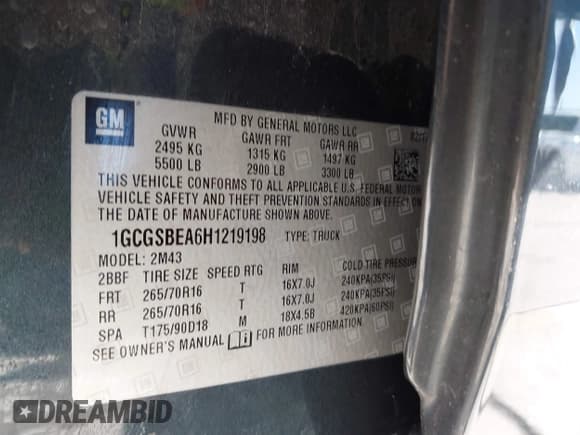 GM
MFD BY GENERAL MOTORS LLC
GVWR GAWR FRT GAWR RR
2495 KG 1315 KG 1497 KG
5500 LB 2900 LB 3300 LB
THIS VEHICLE CONFORMS TO ALL APPLICABLE U.S. FEDERAL MOTOR
VEHICLE SAFETY AND THEFT PREVENTION STANDARDS IN EFFECT ON
THE DATE OF MANUFACTURE SHOWN ABOVE.
1GCGSBEA6H1219198 TYPE: TRUCK
MODEL: 2M43
2BBF TIRE SIZE SPEED RTG RIM COLD TIRE PRESSURE
FRT 265/70R16 T 16X7.0J 240KPA(35PSI)
RR 265/70R16 T 16X7.0J 240KPA(35PSI)
SPA T175/90D18 M 18X4.5B 420KPA(60PSI)
SEE OWNER'S MANUAL FOR MORE INFORMATION.
DREAMBID